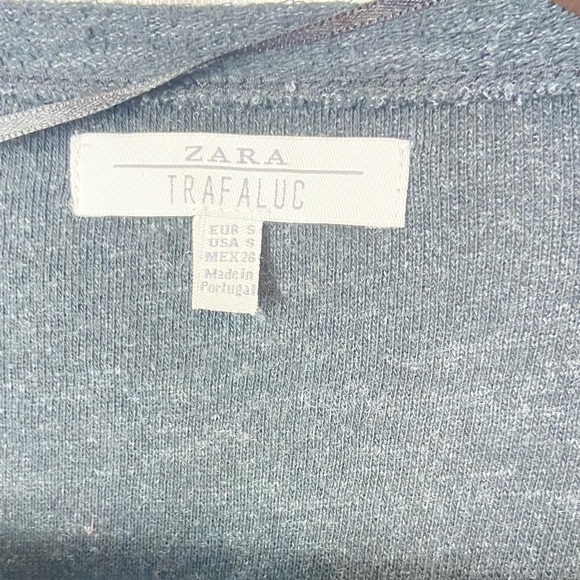 ZARA
TRAFALUC
EUR S
USA S
MEX 26
Made in
Portugal